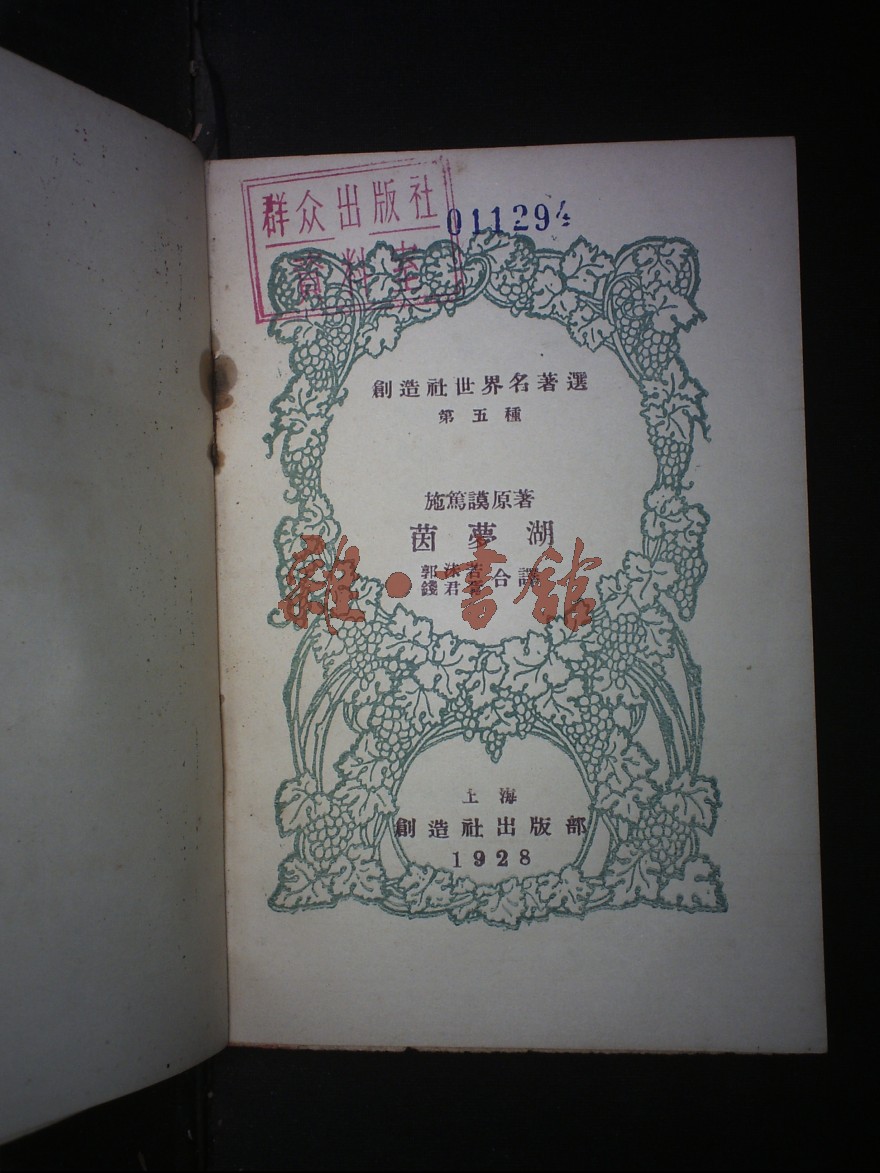 群众出版社
資料室
011294
創造社世界名著選
第五種
施篤謨原著
茵夢湖
郭沫若
錢君胥
合譯
雜·書館
上海
創造社出版部
1928